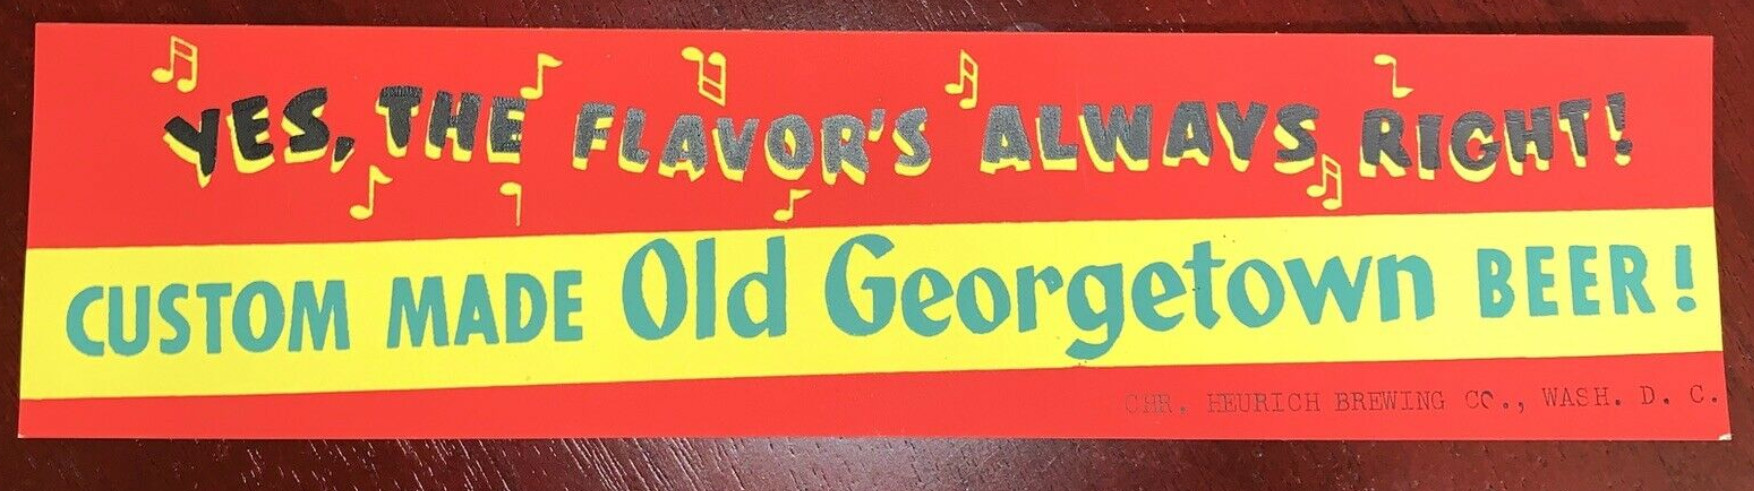 YES, THE FLAVOR'S ALWAYS RIGHT!
CUSTOM MADE Old Georgetown BEER!
CHR. HEURICH BREWING CO., WASH. D. C.